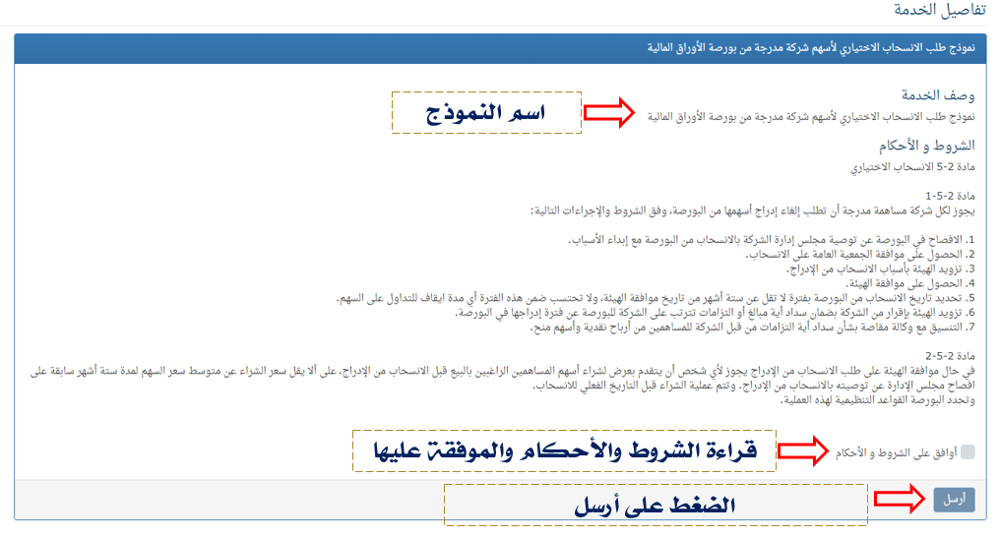 تفاصيل الخدمة
نموذج طلب الانسحاب الاختياري لأسهم شركة مدرجة من بورصة الأوراق المالية
وصف الخدمة
نموذج طلب الانسحاب الاختياري لأسهم شركة مدرجة من بورصة الأوراق المالية
اسم النموذج
الشروط و الأحكام
مادة 2-5 الانسحاب الاختياري
مادة 2-5-1
يجوز لكل شركة مساهمة مدرجة أن تطلب إلغاء إدراج أسهمها من البورصة، وفق الشروط والإجراءات التالية:
1. الافصاح في البورصة عن توصية مجلس إدارة الشركة بالانسحاب من البورصة مع إبداء الأسباب.
2. الحصول على موافقة الجمعية العامة على الانسحاب.
3. تزويد الهيئة بأسباب الانسحاب من الإدراج.
4. الحصول على موافقة الهيئة.
5. تحديد تاريخ الانسحاب من البورصة بفترة لا تقل عن ستة أشهر من تاريخ موافقة الهيئة، ولا تحتسب ضمن هذه الفترة أي مدة ايقاف للتداول على السهم.
6. تزويد الهيئة بإقرار من الشركة بضمان سداد أية مبالغ أو التزامات تترتب على الشركة للبورصة عن فترة إدراجها في البورصة.
7. التنسيق مع وكالة مقاصة بشأن سداد أية التزامات من قبل الشركة للمساهمين من أرباح نقدية وأسهم منح.
مادة 2-5-2
في حال موافقة الهيئة على طلب الانسحاب من الإدراج يجوز لأي شخص أن يتقدم بعرض لشراء أسهم المساهمين الراغبين بالبيع قبل الانسحاب من الإدراج، على ألا يقل سعر الشراء عن متوسط سعر السهم لمدة ستة أشهر سابقة على
افصاح مجلس الإدارة عن توصيته بالانسحاب من الإدراج. وتتم عملية الشراء قبل التاريخ الفعلي للانسحاب.
وتحدد البورصة القواعد التنظيمية لهذه العملية.
أوافق على الشروط و الأحكام
قراءة الشروط والأحكام والموفقة عليها
أرسل
الضغط على أرسل